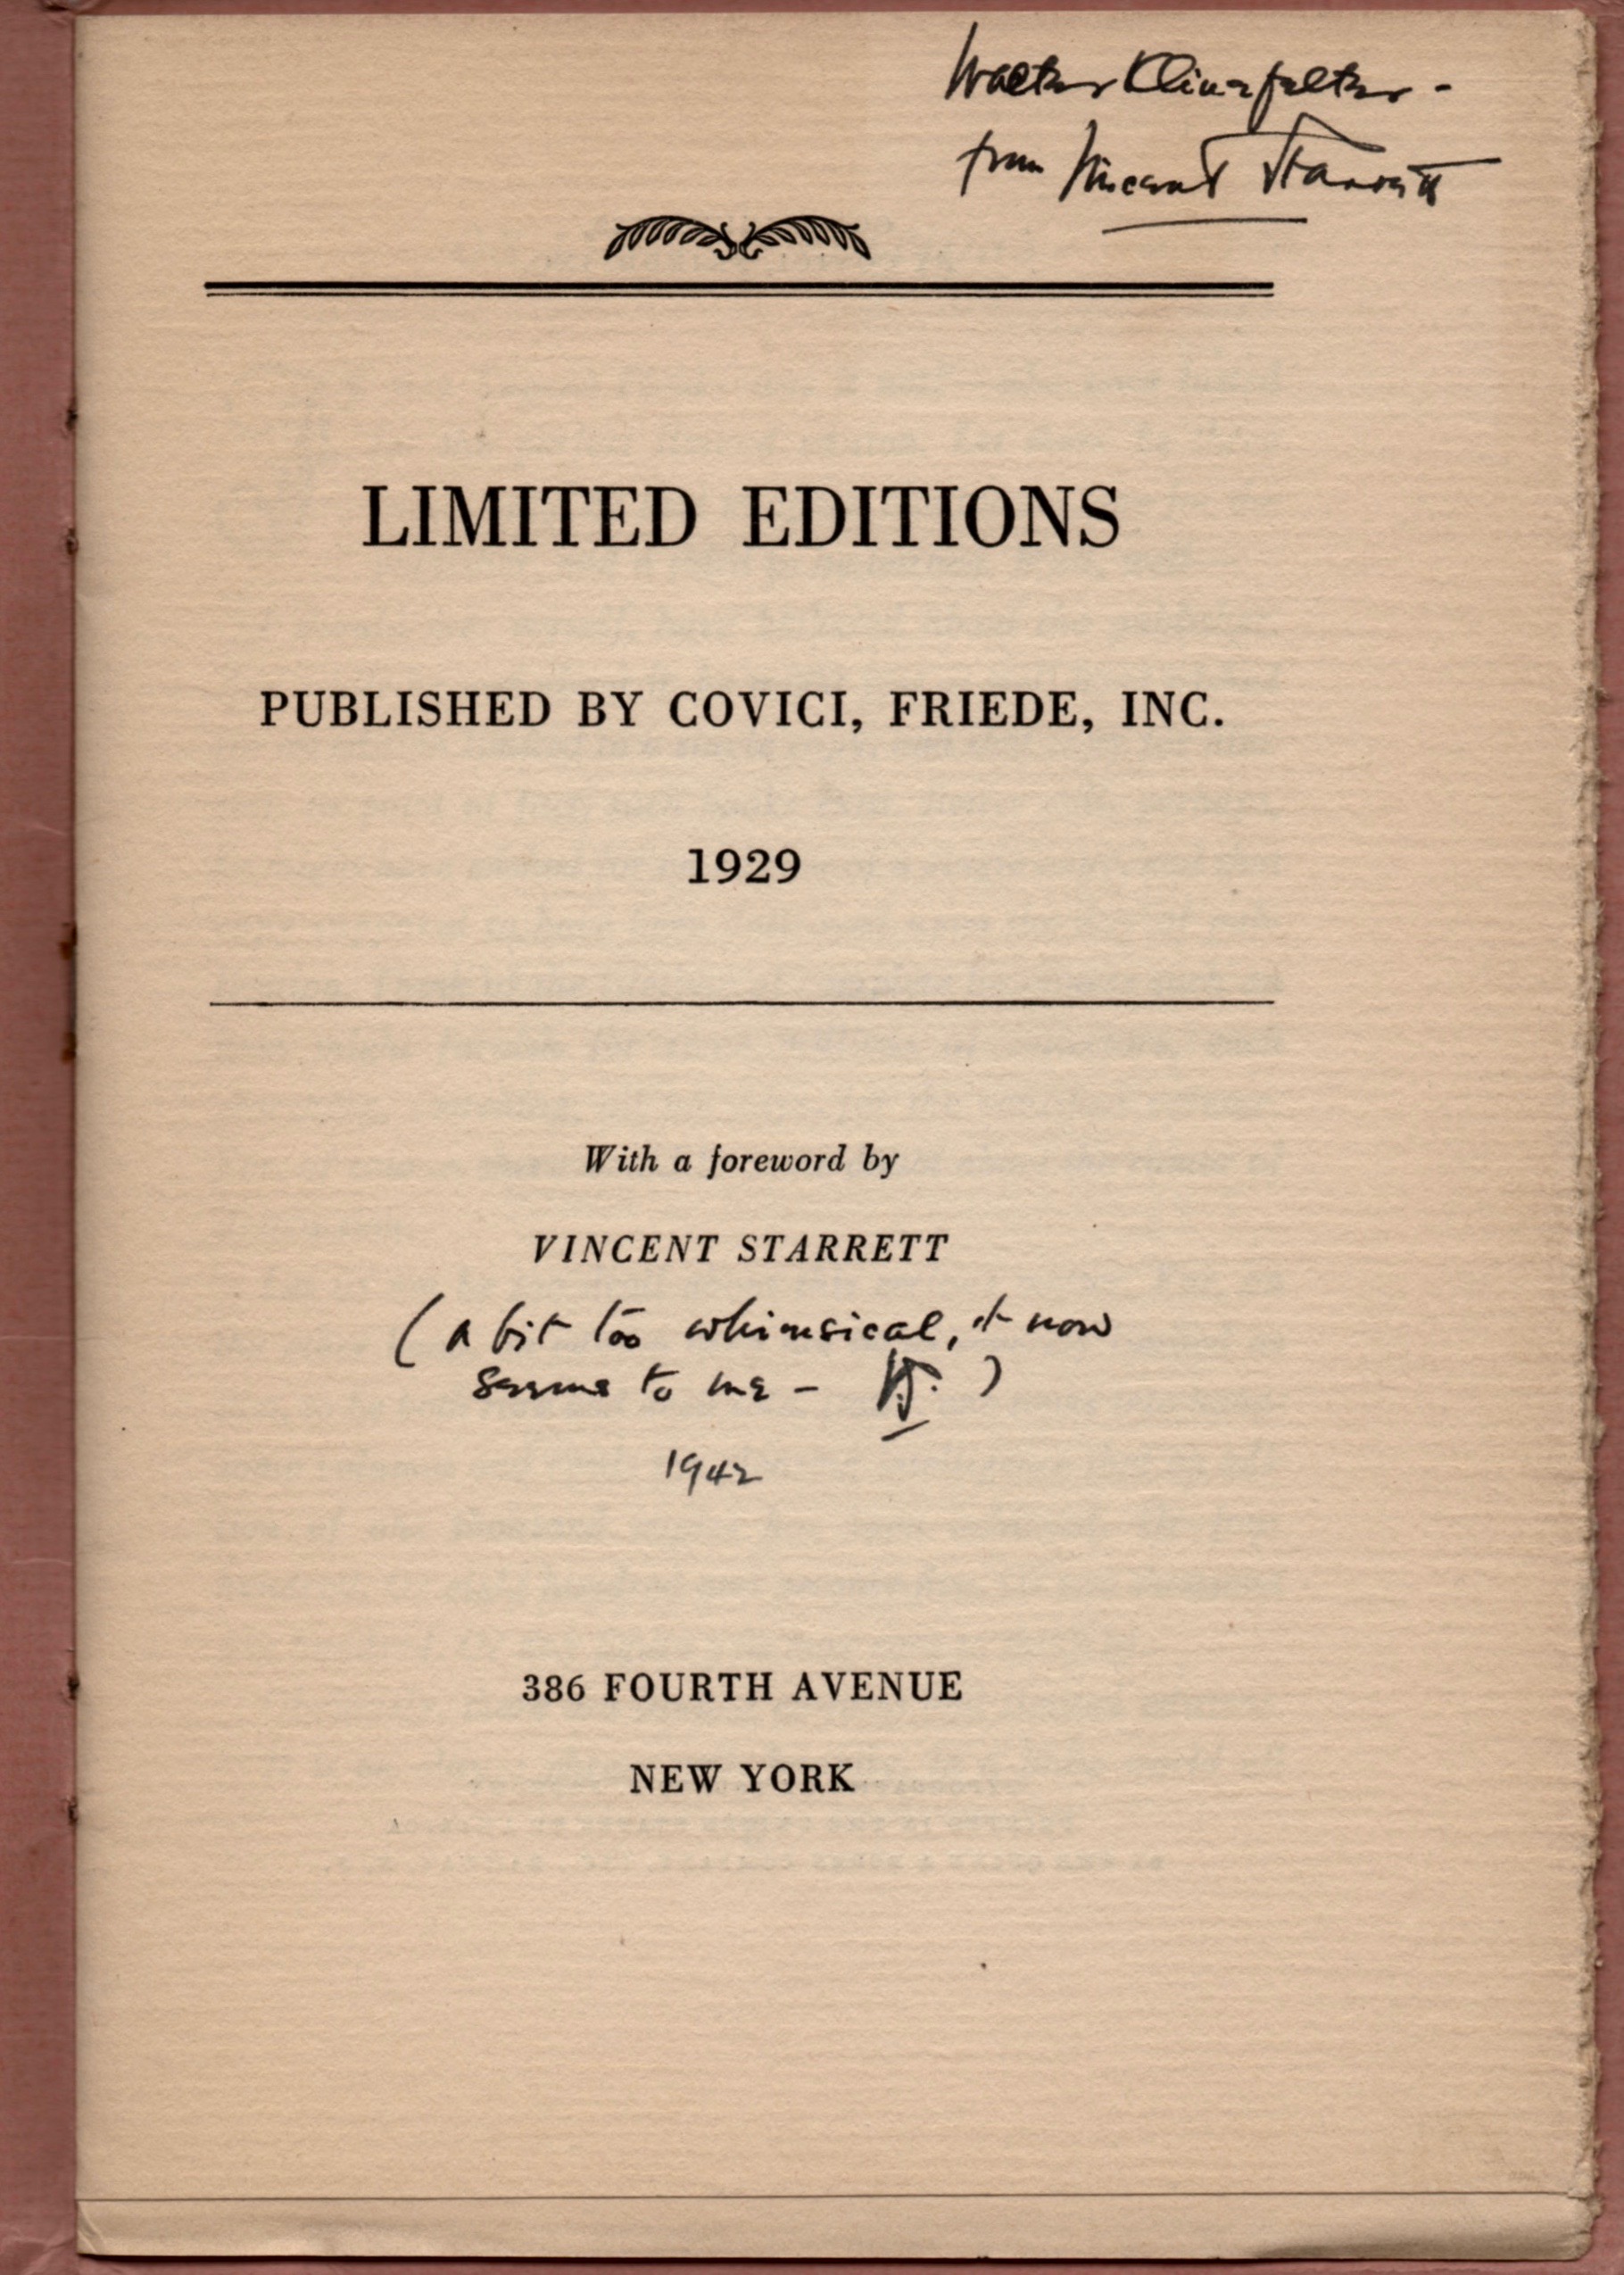 Walter Klinefelter -
from Vincent Starrett
LIMITED EDITIONS
PUBLISHED BY COVICI, FRIEDE, INC.
1929
With a foreword by
VINCENT STARRETT
(a bit too whimsical, it now
seems to me - V.S. )
1942
386 FOURTH AVENUE
NEW YORK